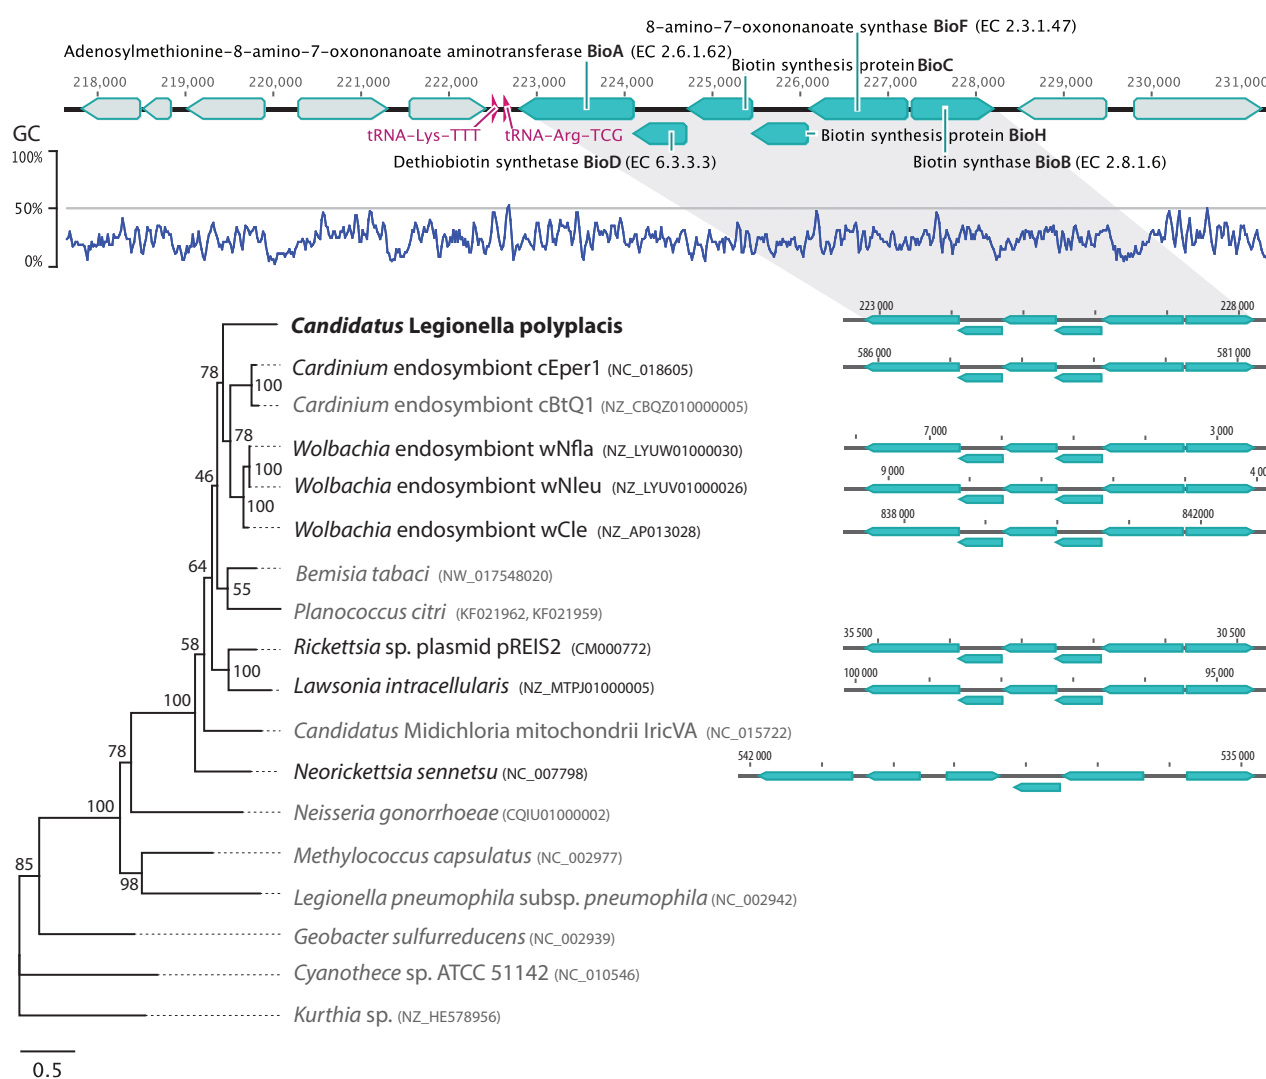 8-amino-7-oxononanoate synthase BioF (EC 2.3.1.47)
Adenosylmethionine-8-amino-7-oxononanoate aminotransferase BioA (EC 2.6.1.62)
Biotin synthesis protein BioC
218,000 219,000 220,000 221,000 222,000 223,000 224,000 225,000 226,000 227,000 228,000 229,000 230,000 231,000
GC
tRNA-Lys-TTT tRNA-Arg-TCG
Biotin synthesis protein BioH
Dethiobiotin synthetase BioD (EC 6.3.3.3)
Biotin synthase BioB (EC 2.8.1.6)
100%
50%
0%
223 000 228 000
Candidatus Legionella polyplacis
586 000 581 000
78
Cardinium endosymbiont cEper1 (NC_018605)
100
Cardinium endosymbiont cBtQ1 (NZ_CBQZ010000005)
7 000 3 000
78
Wolbachia endosymbiont wNfla (NZ_LYUW01000030)
100
9 000 4 00
46
Wolbachia endosymbiont wNleu (NZ_LYUV01000026)
100
838 000 842000
Wolbachia endosymbiont wCle (NZ_AP013028)
64
Bemisia tabaci (NW_017548020)
55
Planococcus citri (KF021962, KF021959)
35 500 30 500
58
Rickettsia sp. plasmid pREIS2 (CM000772)
100
100 000 95 000
Lawsonia intracellularis (NZ_MTPJ01000005)
100
Candidatus Midichloria mitochondrii IricVA (NC_015722)
78
542 000 535 000
Neorickettsia sennetsu (NC_007798)
100
Neisseria gonorrhoeae (CQIU01000002)
Methylococcus capsulatus (NC_002977)
85
98
Legionella pneumophila subsp. pneumophila (NC_002942)
Geobacter sulfurreducens (NC_002939)
Cyanothece sp. ATCC 51142 (NC_010546)
Kurthia sp. (NZ_HE578956)
0.5